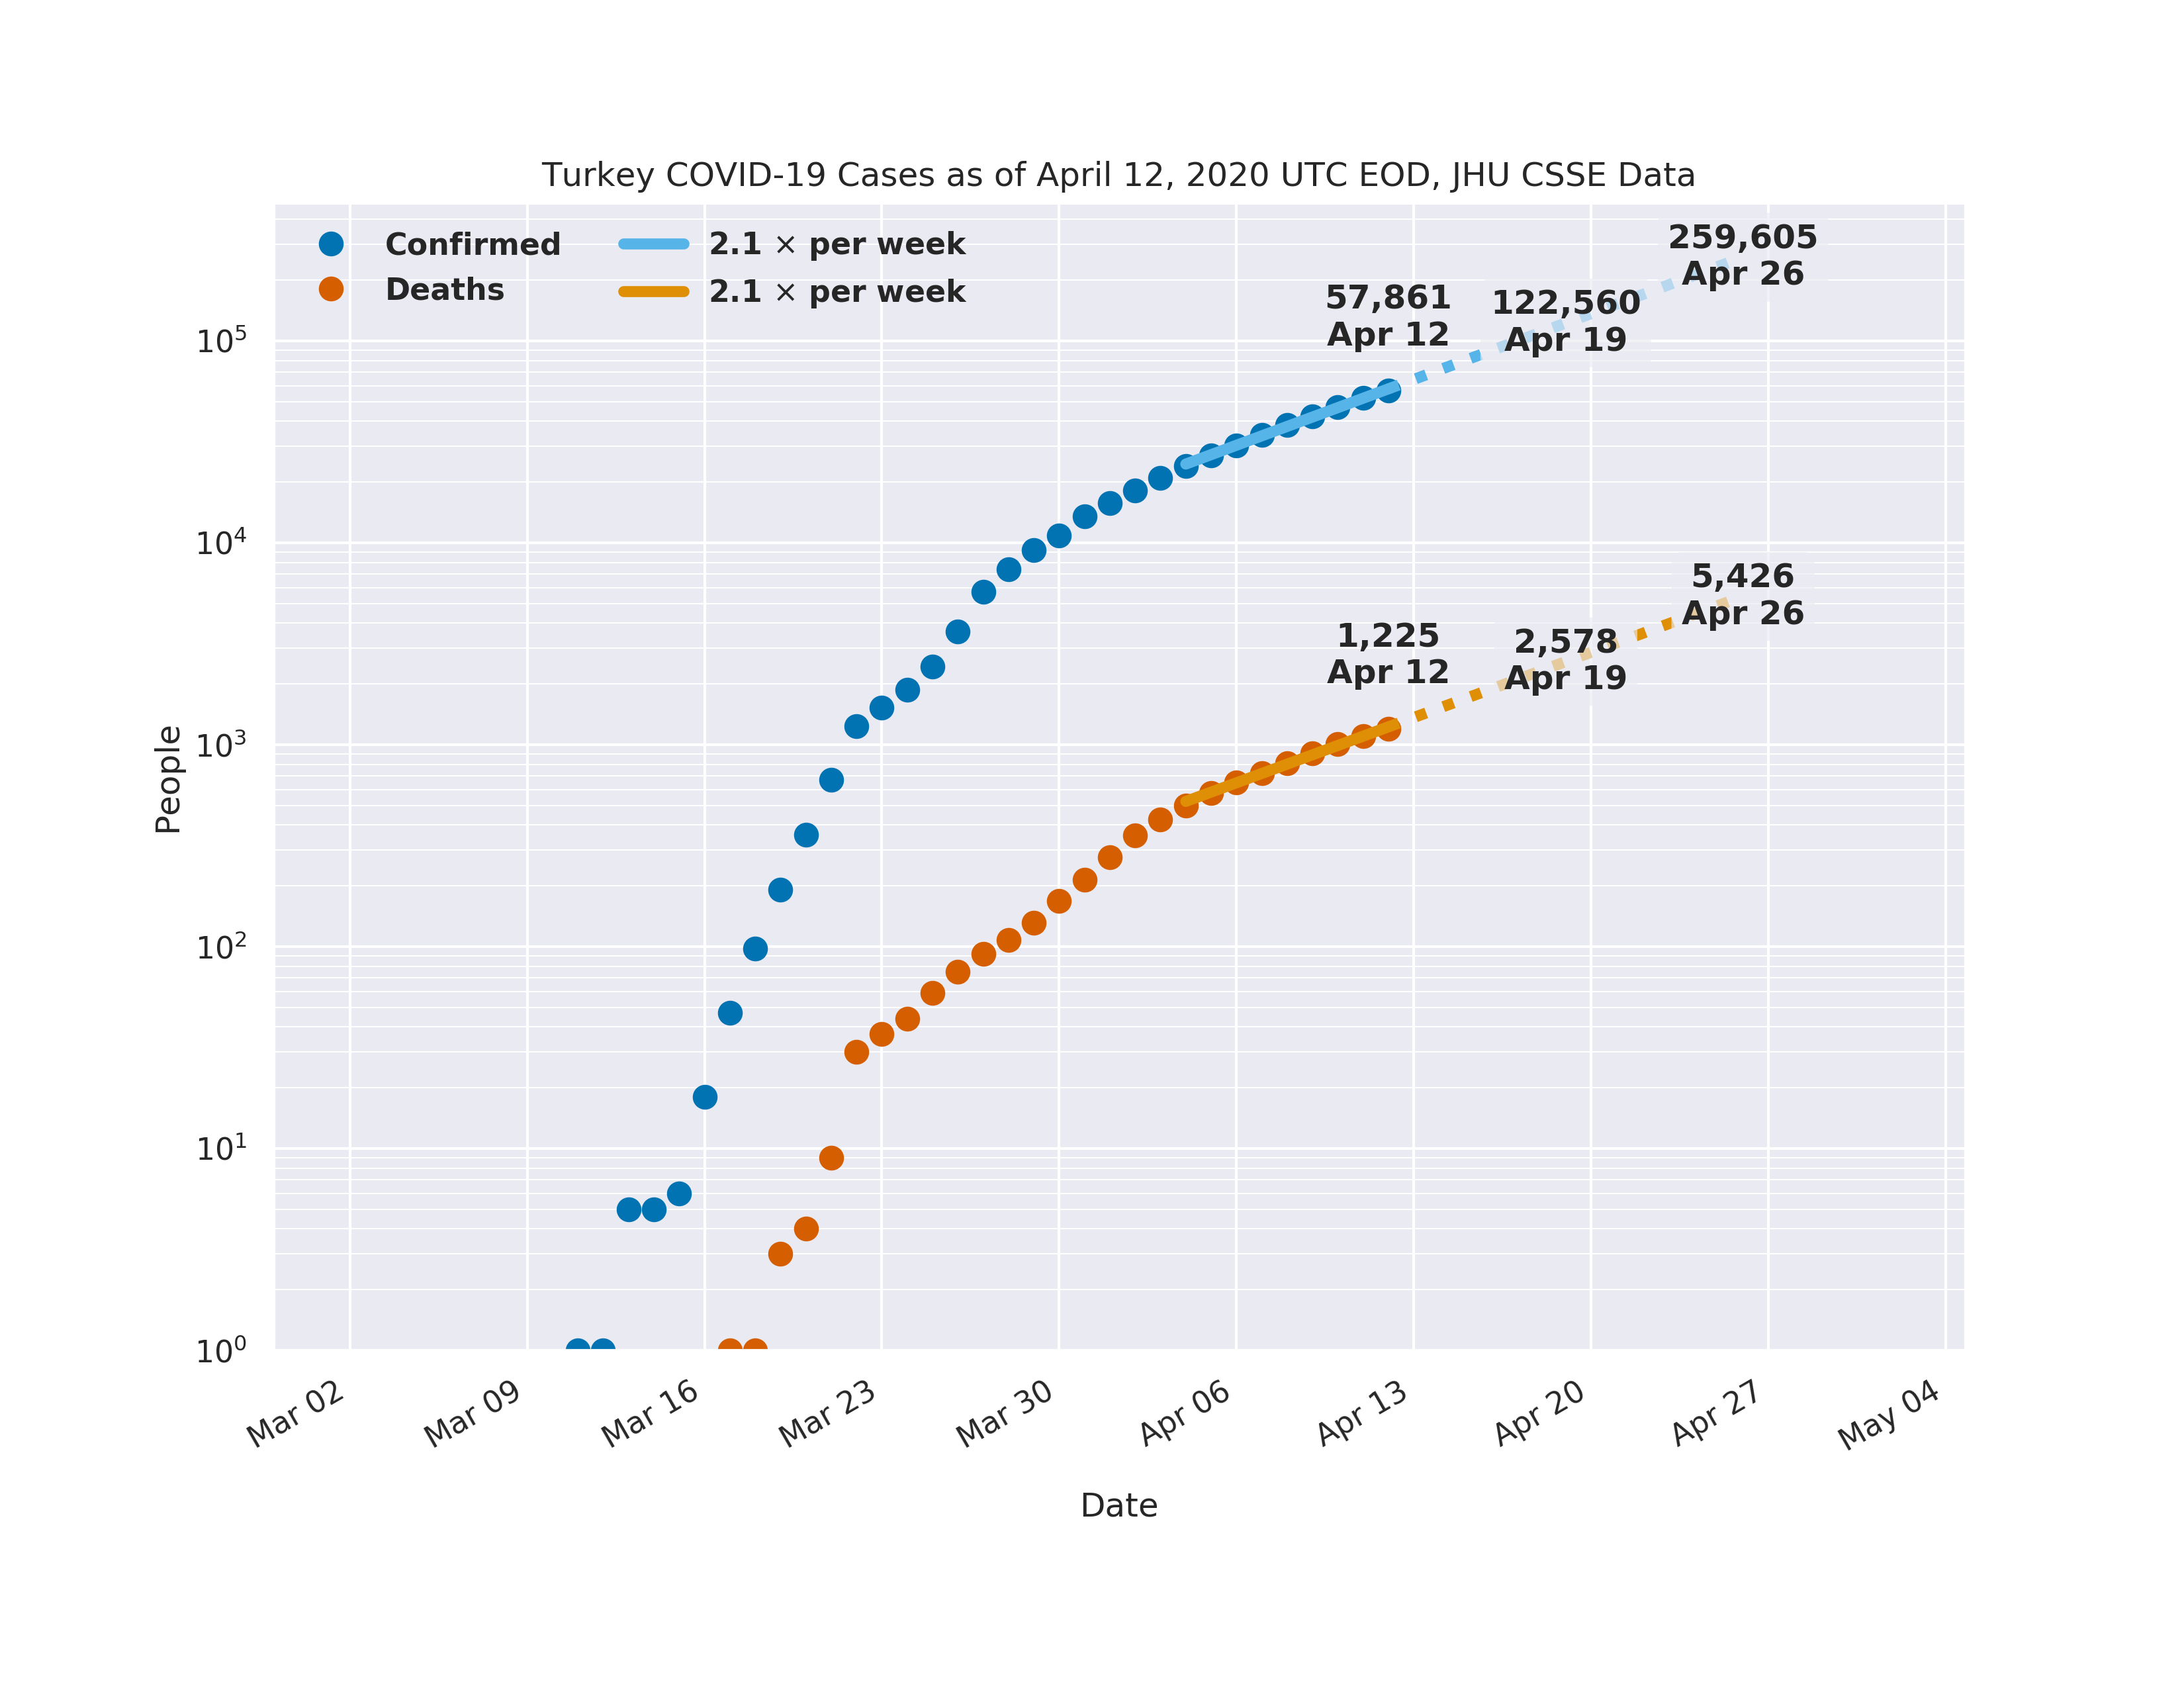 Turkey COVID-19 Cases as of April 12, 2020 UTC EOD, JHU CSSE Data
Confirmed
Deaths
2.1 × per week
2.1 × per week
57,861
Apr 12
122,560
Apr 19
259,605
Apr 26
1,225
Apr 12
2,578
Apr 19
5,426
Apr 26
People
10⁵
10⁴
10³
10²
10¹
10⁰
Mar 02
Mar 09
Mar 16
Mar 23
Mar 30
Apr 06
Apr 13
Apr 20
Apr 27
May 04
Date